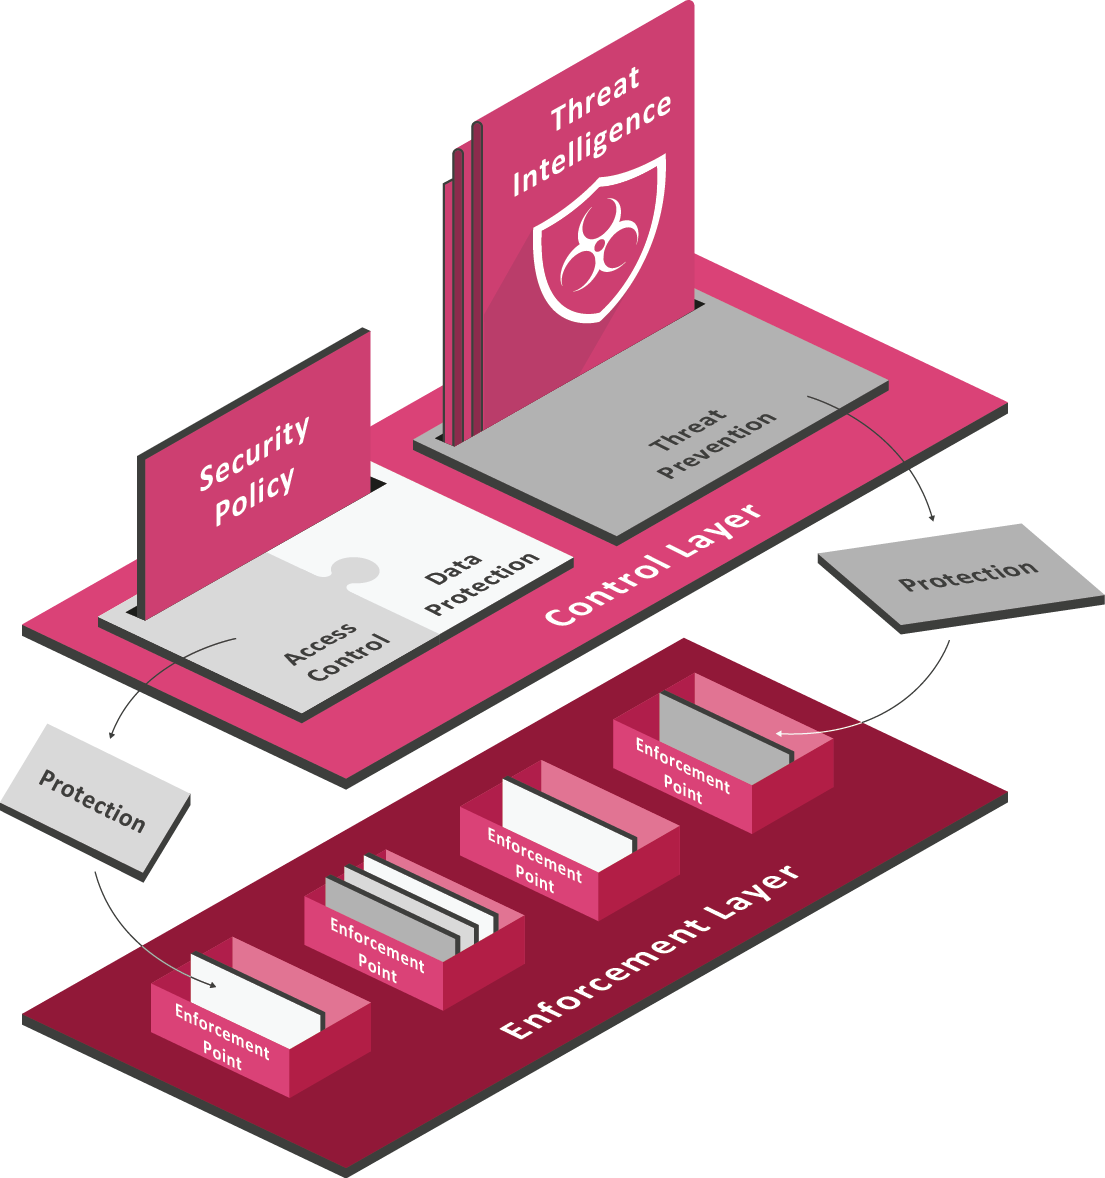 Threat
Intelligence
Security
Policy
Threat
Prevention
Data
Protection
Access
Control
Control Layer
Protection
Protection
Enforcement
Point
Enforcement
Point
Enforcement
Point
Enforcement
Point
Enforcement Layer